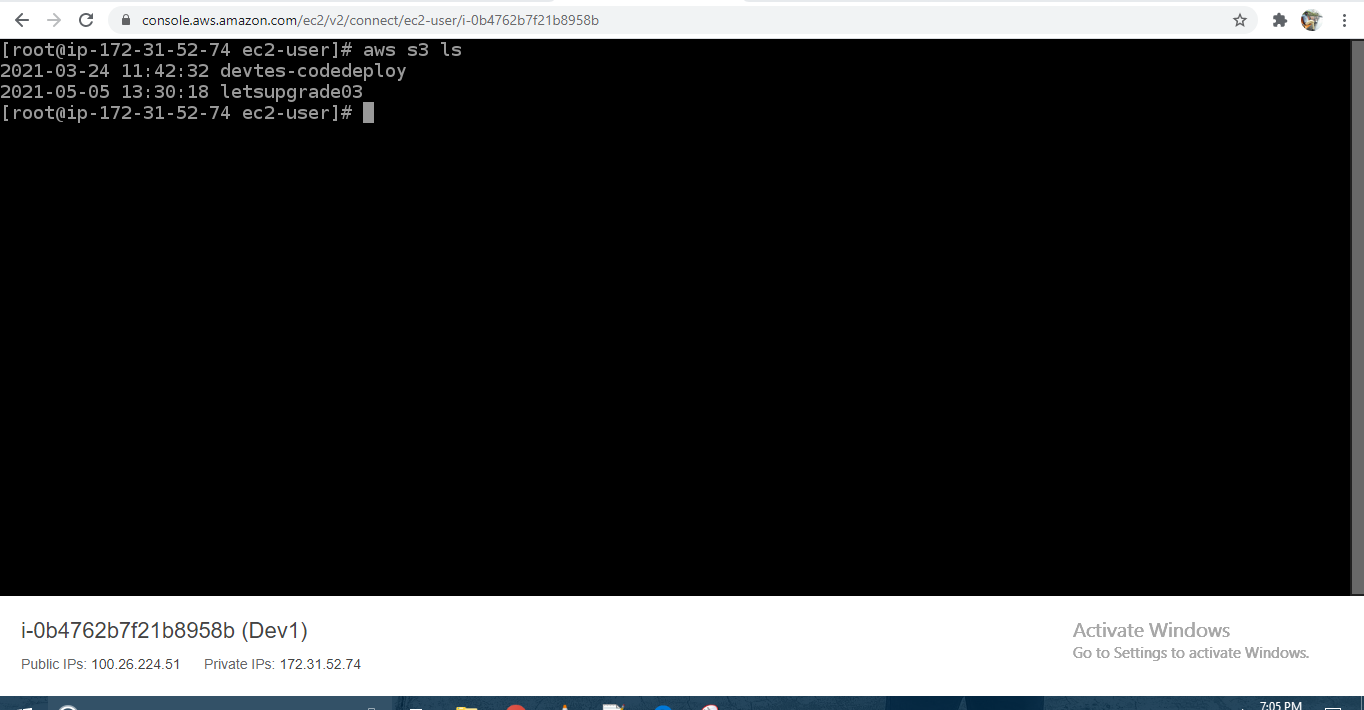 console.aws.amazon.com/ec2/v2/connect/ec2-user/i-0b4762b7f21b8958b
[root@ip-172-31-52-74 ec2-user]# aws s3 ls
2021-03-24 11:42:32 devtes-codedeploy
2021-05-05 13:30:18 letsupgrade03
[root@ip-172-31-52-74 ec2-user]#
i-0b4762b7f21b8958b (Dev1)
Public IPs: 100.26.224.51 Private IPs: 172.31.52.74
Activate Windows
Go to Settings to activate Windows.
7:05 PM